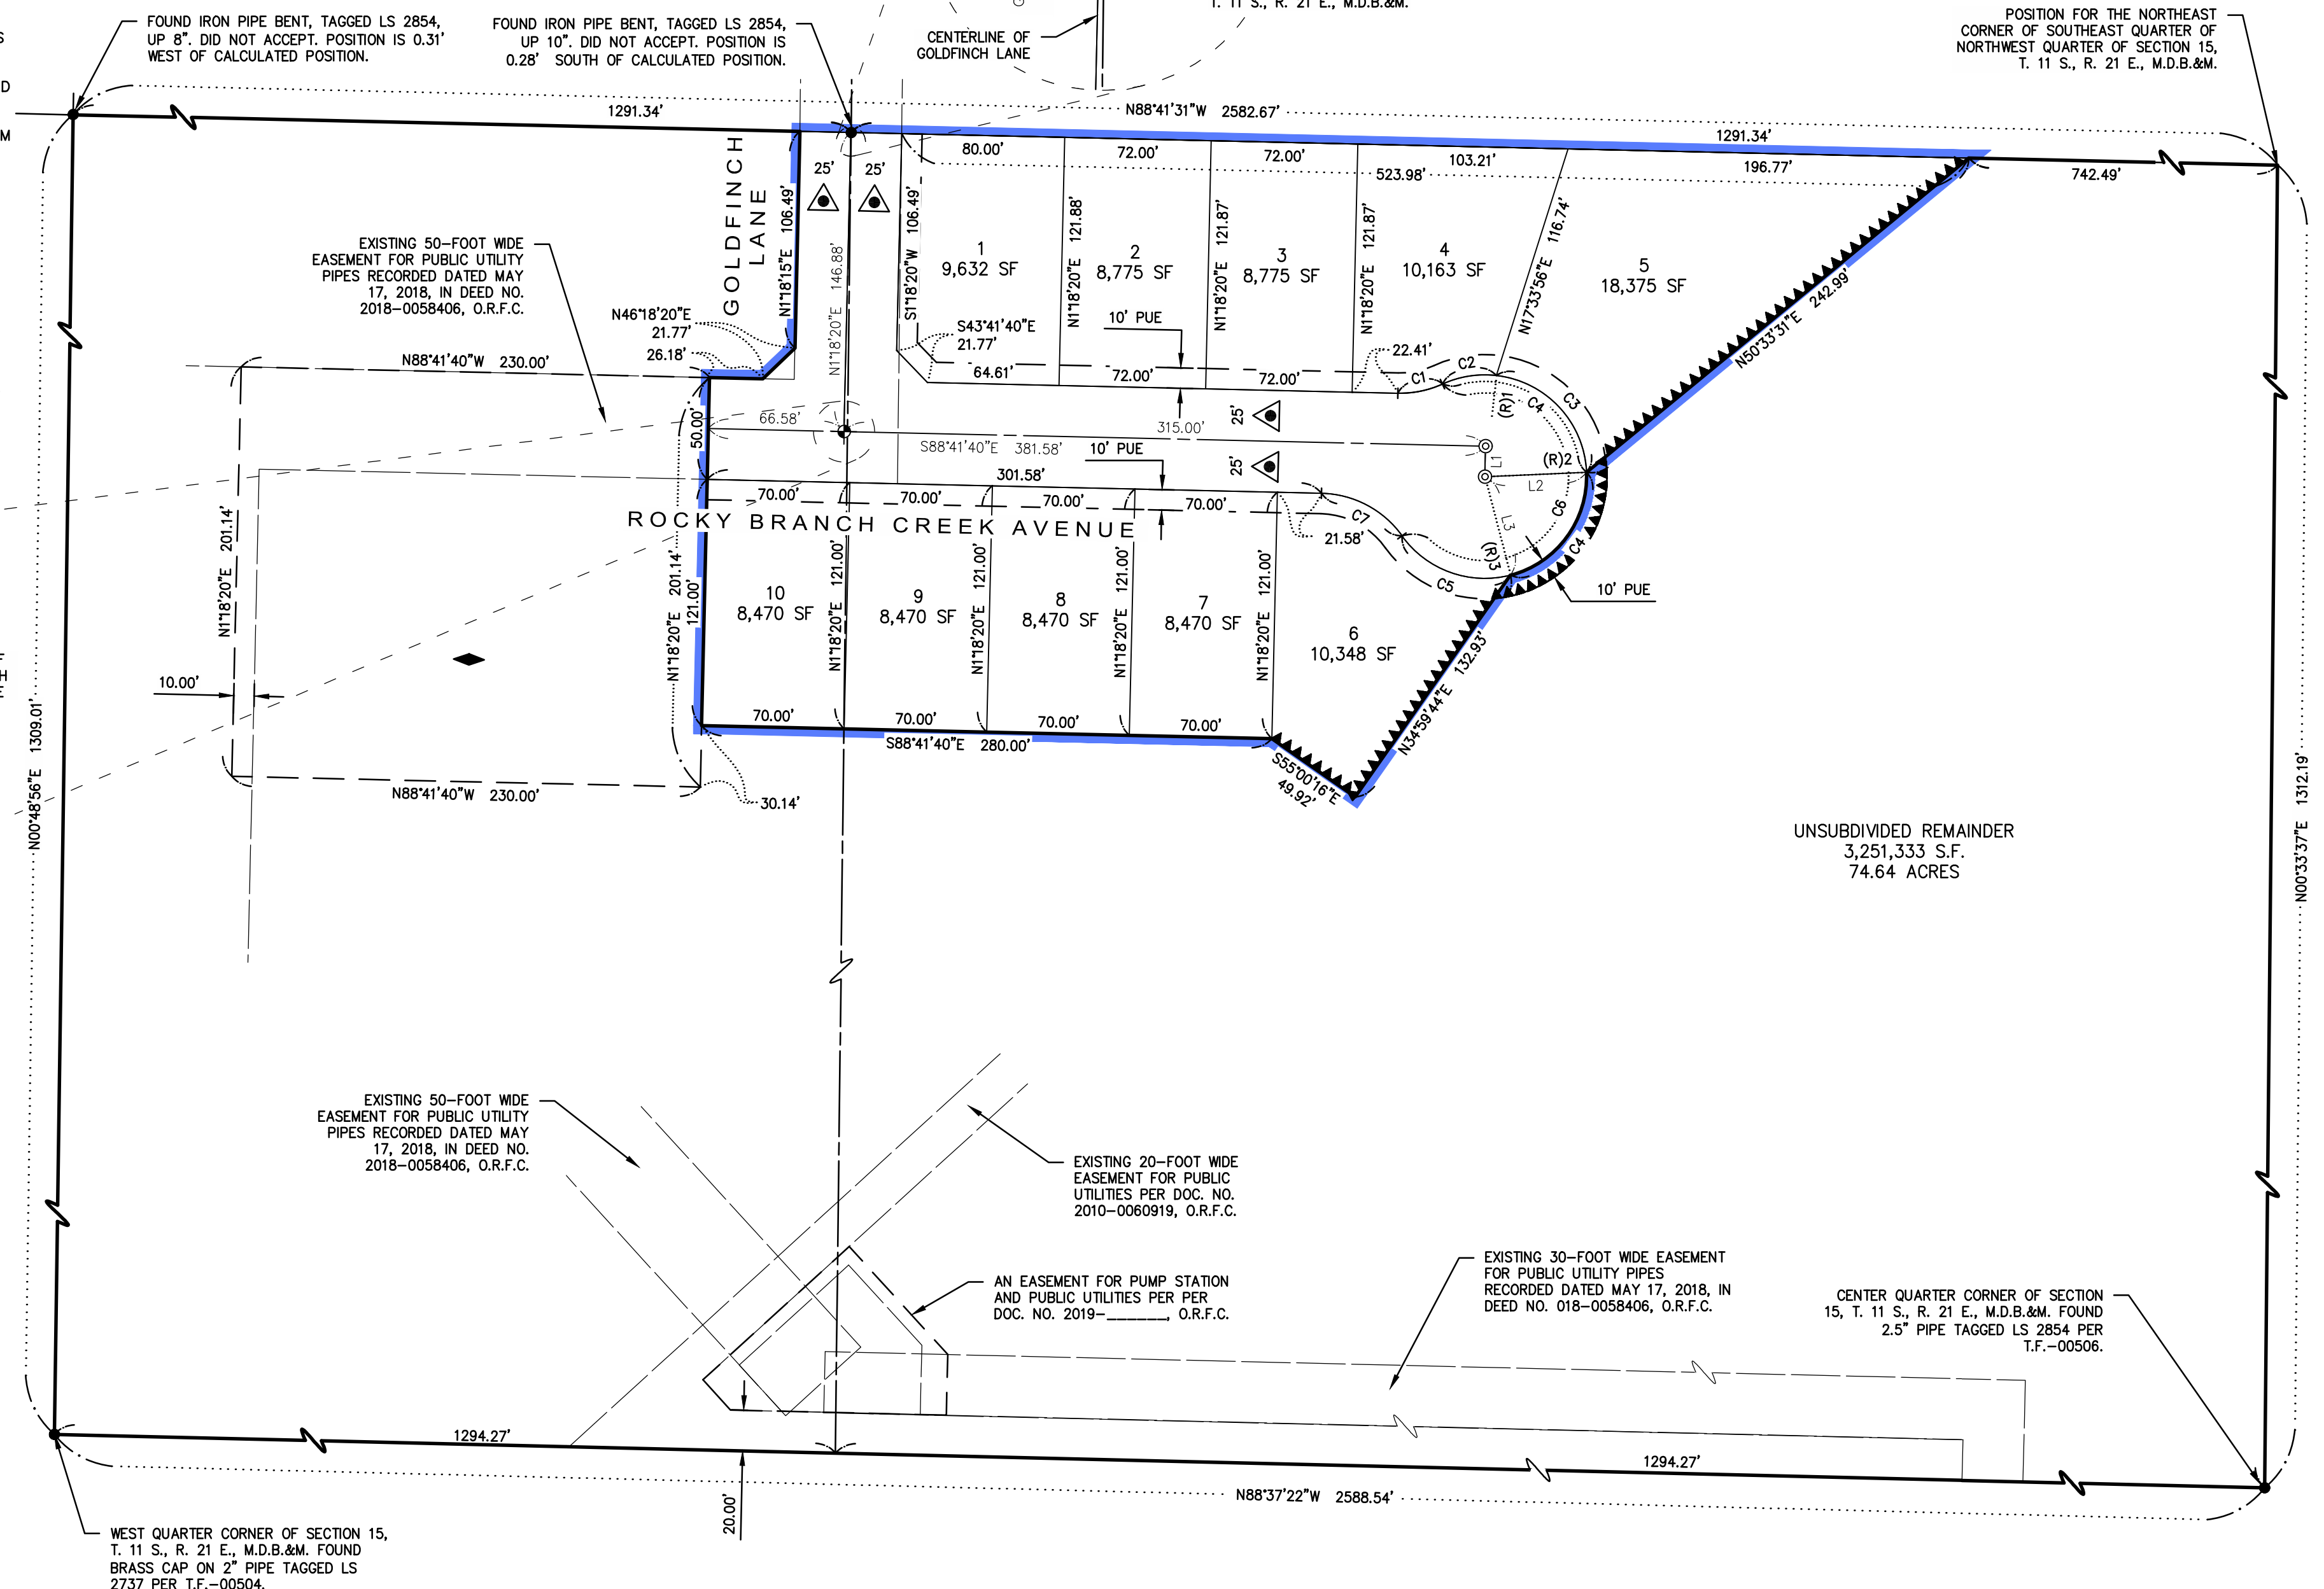 FOUND IRON PIPE BENT, TAGGED LS 2854,
UP 8". DID NOT ACCEPT. POSITION IS 0.31'
WEST OF CALCULATED POSITION.
FOUND IRON PIPE BENT, TAGGED LS 2854,
UP 10". DID NOT ACCEPT. POSITION IS
0.28' SOUTH OF CALCULATED POSITION.
CENTERLINE OF
GOLDFINCH LANE
T. 11 S., R. 21 E., M.D.B.&M.
POSITION FOR THE NORTHEAST
CORNER OF SOUTHEAST QUARTER OF
NORTHWEST QUARTER OF SECTION 15,
T. 11 S., R. 21 E., M.D.B.&M.
S
D
M
1291.34'
N88°41'31"W 2582.67'
1291.34'
742.49'
80.00'
72.00'
72.00'
103.21'
196.77'
523.98'
GOLDFINCH
LANE
25'
25'
N1°18'15"E 106.49'
N1°18'20"E 146.88'
S1°18'20"W 106.49'
N1°18'20"E 121.88'
N1°18'20"E 121.87'
N1°18'20"E 121.87'
N17°33'56"E 116.74'
N50°33'31"E 242.99'
1
9,632 SF
2
8,775 SF
3
8,775 SF
4
10,163 SF
5
18,375 SF
EXISTING 50-FOOT WIDE
EASEMENT FOR PUBLIC UTILITY
PIPES RECORDED DATED MAY
17, 2018, IN DEED NO.
2018-0058406, O.R.F.C.
N46°18'20"E
21.77'
26.18'
S43°41'40"E
21.77'
10' PUE
22.41'
N88°41'40"W 230.00'
64.61'
72.00'
72.00'
C1
C2
C3
C4
(R)1
50.00'
66.58'
S88°41'40"E 381.58'
315.00'
25'
25'
10' PUE
301.58'
L1
(R)2
L2
L3
(R)3
C6
C4
C7
C5
70.00'
70.00'
70.00'
70.00'
21.58'
ROCKY BRANCH CREEK AVENUE
N1°18'20"E 201.14'
N1°18'20"E 201.14'
121.00'
N1°18'20"E 121.00'
N1°18'20"E 121.00'
N1°18'20"E 121.00'
N1°18'20"E 121.00'
10
8,470 SF
9
8,470 SF
8
8,470 SF
7
8,470 SF
6
10,348 SF
10' PUE
N34°59'44"E 132.93'
10.00'
70.00'
70.00'
70.00'
70.00'
S88°41'40"E 280.00'
S55°00'16"E
49.92'
N88°41'40"W 230.00'
30.14'
N00°48'56"E 1309.01'
N00°33'37"E 1312.19'
UNSUBDIVIDED REMAINDER
3,251,333 S.F.
74.64 ACRES
EXISTING 50-FOOT WIDE
EASEMENT FOR PUBLIC UTILITY
PIPES RECORDED DATED MAY
17, 2018, IN DEED NO.
2018-0058406, O.R.F.C.
EXISTING 20-FOOT WIDE
EASEMENT FOR PUBLIC
UTILITIES PER DOC. NO.
2010-0060919, O.R.F.C.
AN EASEMENT FOR PUMP STATION
AND PUBLIC UTILITIES PER PER
DOC. NO. 2019-______, O.R.F.C.
EXISTING 30-FOOT WIDE EASEMENT
FOR PUBLIC UTILITY PIPES
RECORDED DATED MAY 17, 2018, IN
DEED NO. 018-0058406, O.R.F.C.
CENTER QUARTER CORNER OF SECTION
15, T. 11 S., R. 21 E., M.D.B.&M. FOUND
2.5" PIPE TAGGED LS 2854 PER
T.F.-00506.
1294.27'
1294.27'
N88°37'22"W 2588.54'
20.00'
WEST QUARTER CORNER OF SECTION 15,
T. 11 S., R. 21 E., M.D.B.&M. FOUND
BRASS CAP ON 2" PIPE TAGGED LS
2737 PER T.F.-00504.